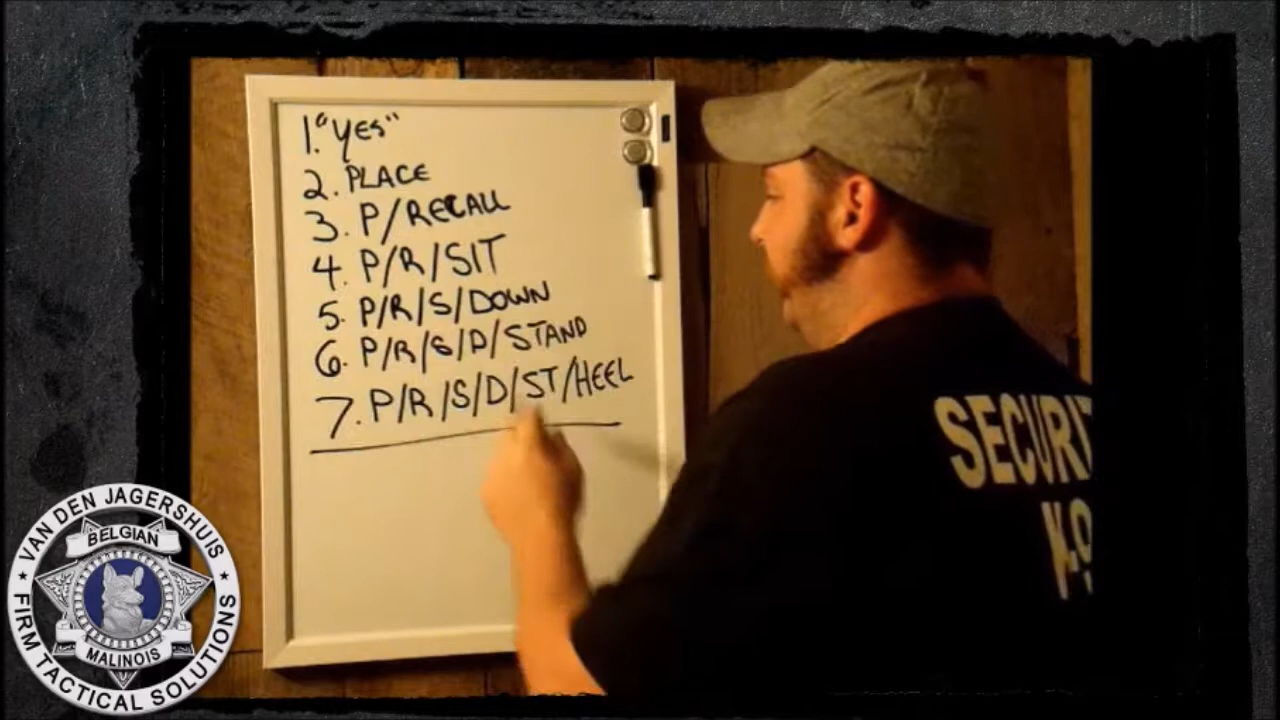 1. "YES"
2. PLACE
3. P/RECALL
4. P/R/SIT
5. P/R/S/DOWN
6. P/R/S/D/STAND
7. P/R/S/D/ST/HEEL
SECURIT
VAN DEN JAGERSHUIS
BELGIAN
MALINOIS
FIRM TACTICAL SOLUTIONS